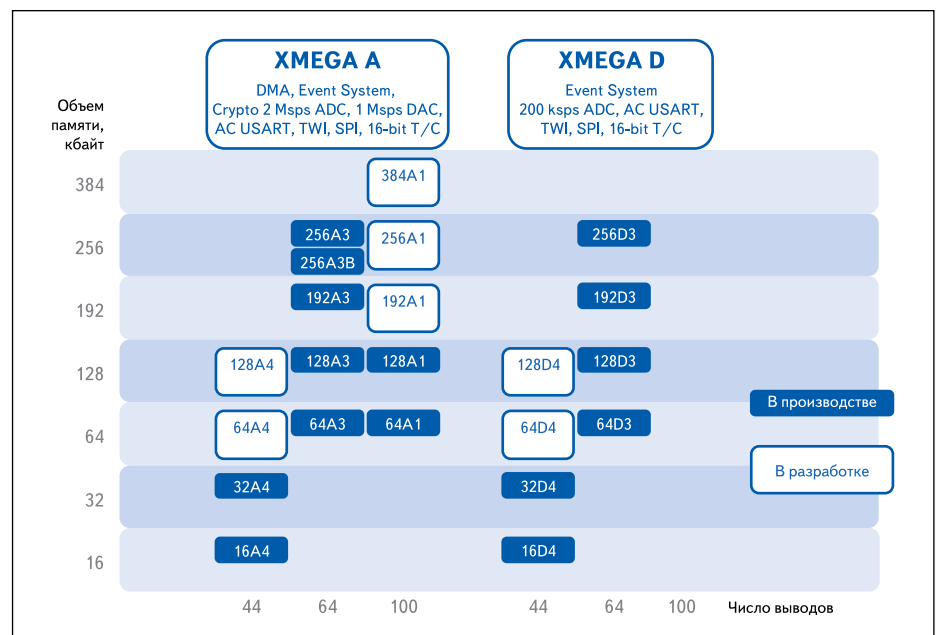 XMEGA A
DMA, Event System,
Crypto 2 Msps ADC, 1 Msps DAC,
AC USART, TWI, SPI, 16-bit T/C
XMEGA D
Event System
200 ksps ADC, AC USART,
TWI, SPI, 16-bit T/C
Объем
памяти,
кбайт
384
384A1
256
256A3
256A3B
256A1
256D3
192
192A3
192A1
192D3
128
128A4
128A3
128A1
128D4
128D3
В производстве
64
64A4
64A3
64A1
64D4
64D3
В разработке
32
32A4
32D4
16
16A4
16D4
44
64
100
44
64
100
Число выводов